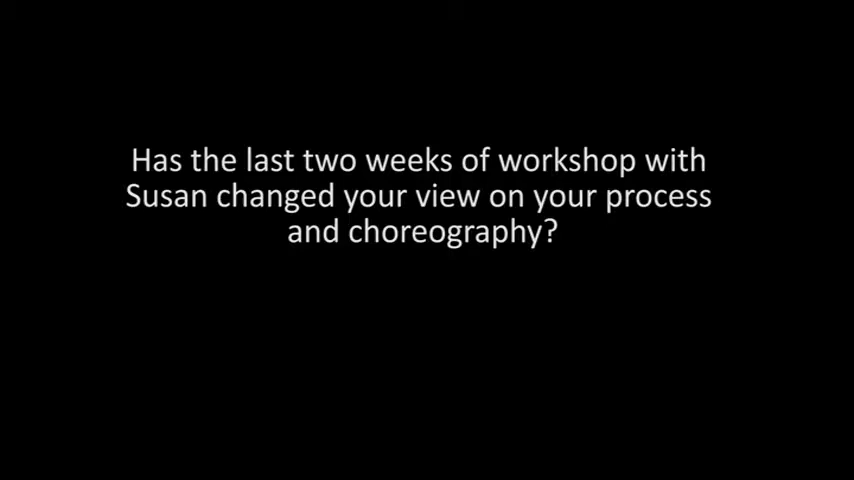 Has the last two weeks of workshop with
Susan changed your view on your process
and choreography?